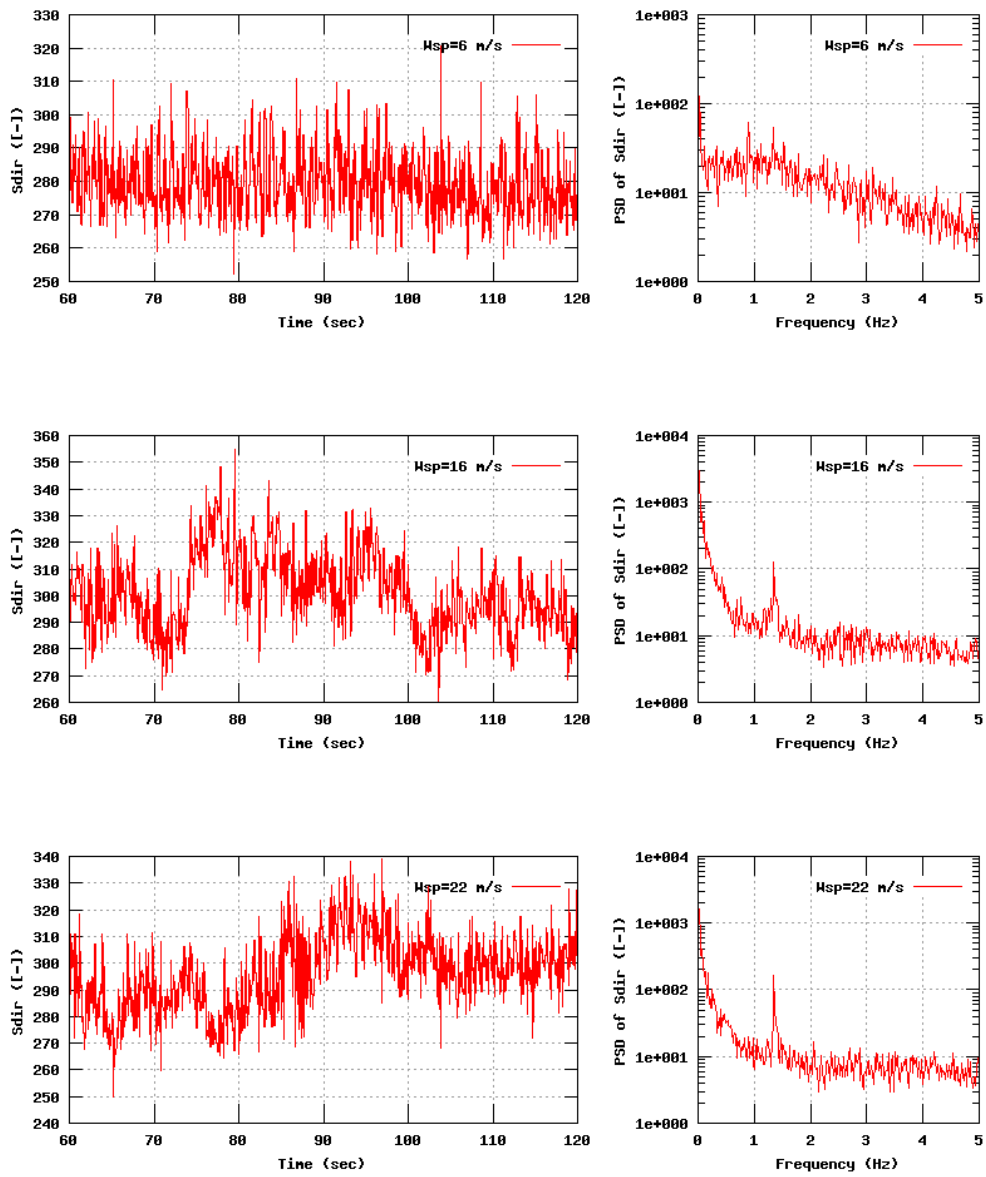 330
320
310
300
290
280
270
260
250
60 70 80 90 100 110 120
Sdir ([-])
Time (sec)
Wsp=6 m/s
1e+003
1e+002
1e+001
1e+000
0 1 2 3 4 5
PSD of Sdir ([-])
Frequency (Hz)
Wsp=6 m/s
360
350
340
330
320
310
300
290
280
270
260
60 70 80 90 100 110 120
Sdir ([-])
Time (sec)
Wsp=16 m/s
1e+004
1e+003
1e+002
1e+001
1e+000
0 1 2 3 4 5
PSD of Sdir ([-])
Frequency (Hz)
Wsp=16 m/s
340
330
320
310
300
290
280
270
260
250
240
60 70 80 90 100 110 120
Sdir ([-])
Time (sec)
Wsp=22 m/s
1e+004
1e+003
1e+002
1e+001
1e+000
0 1 2 3 4 5
PSD of Sdir ([-])
Frequency (Hz)
Wsp=22 m/s